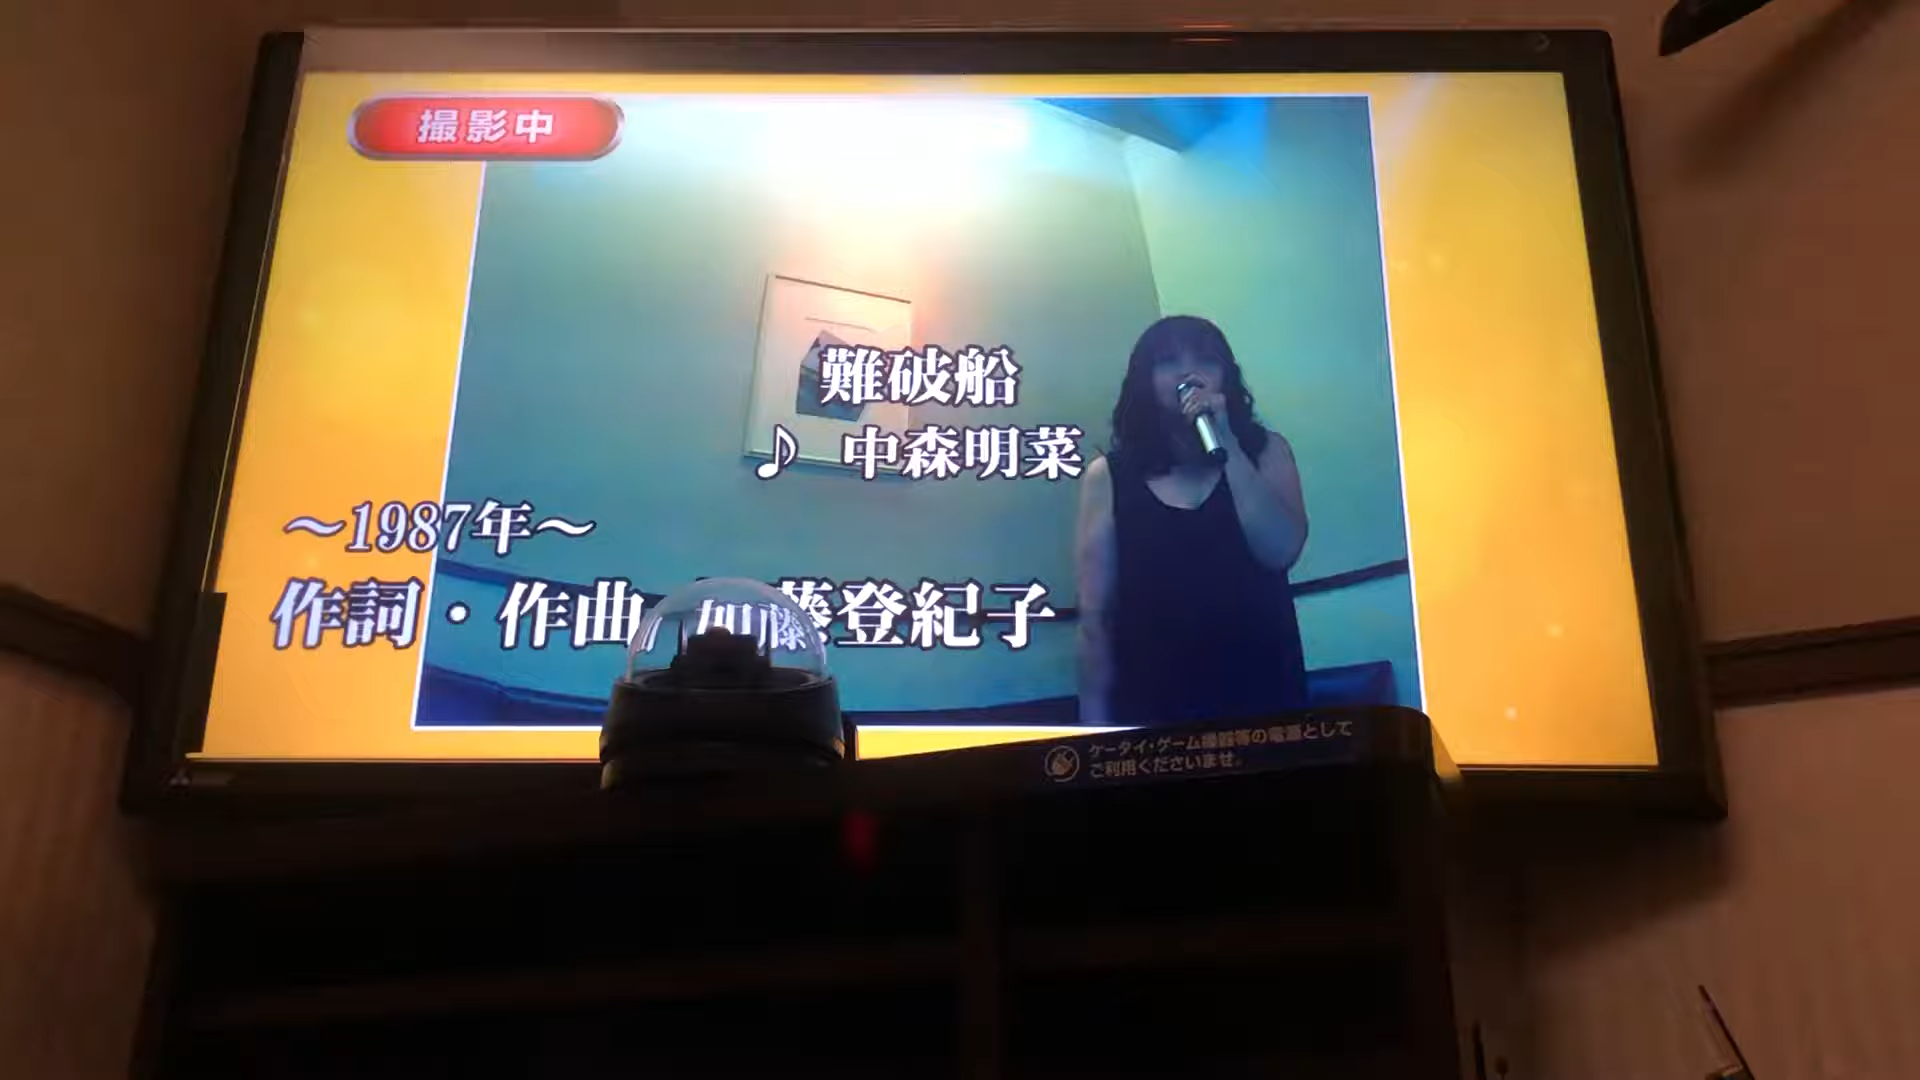 撮影中
難破船
♪ 中森明菜
～1987年～
作詞・作曲 加藤登紀子
ケータイ・ゲーム機器等の電源として
ご利用くださいませ。